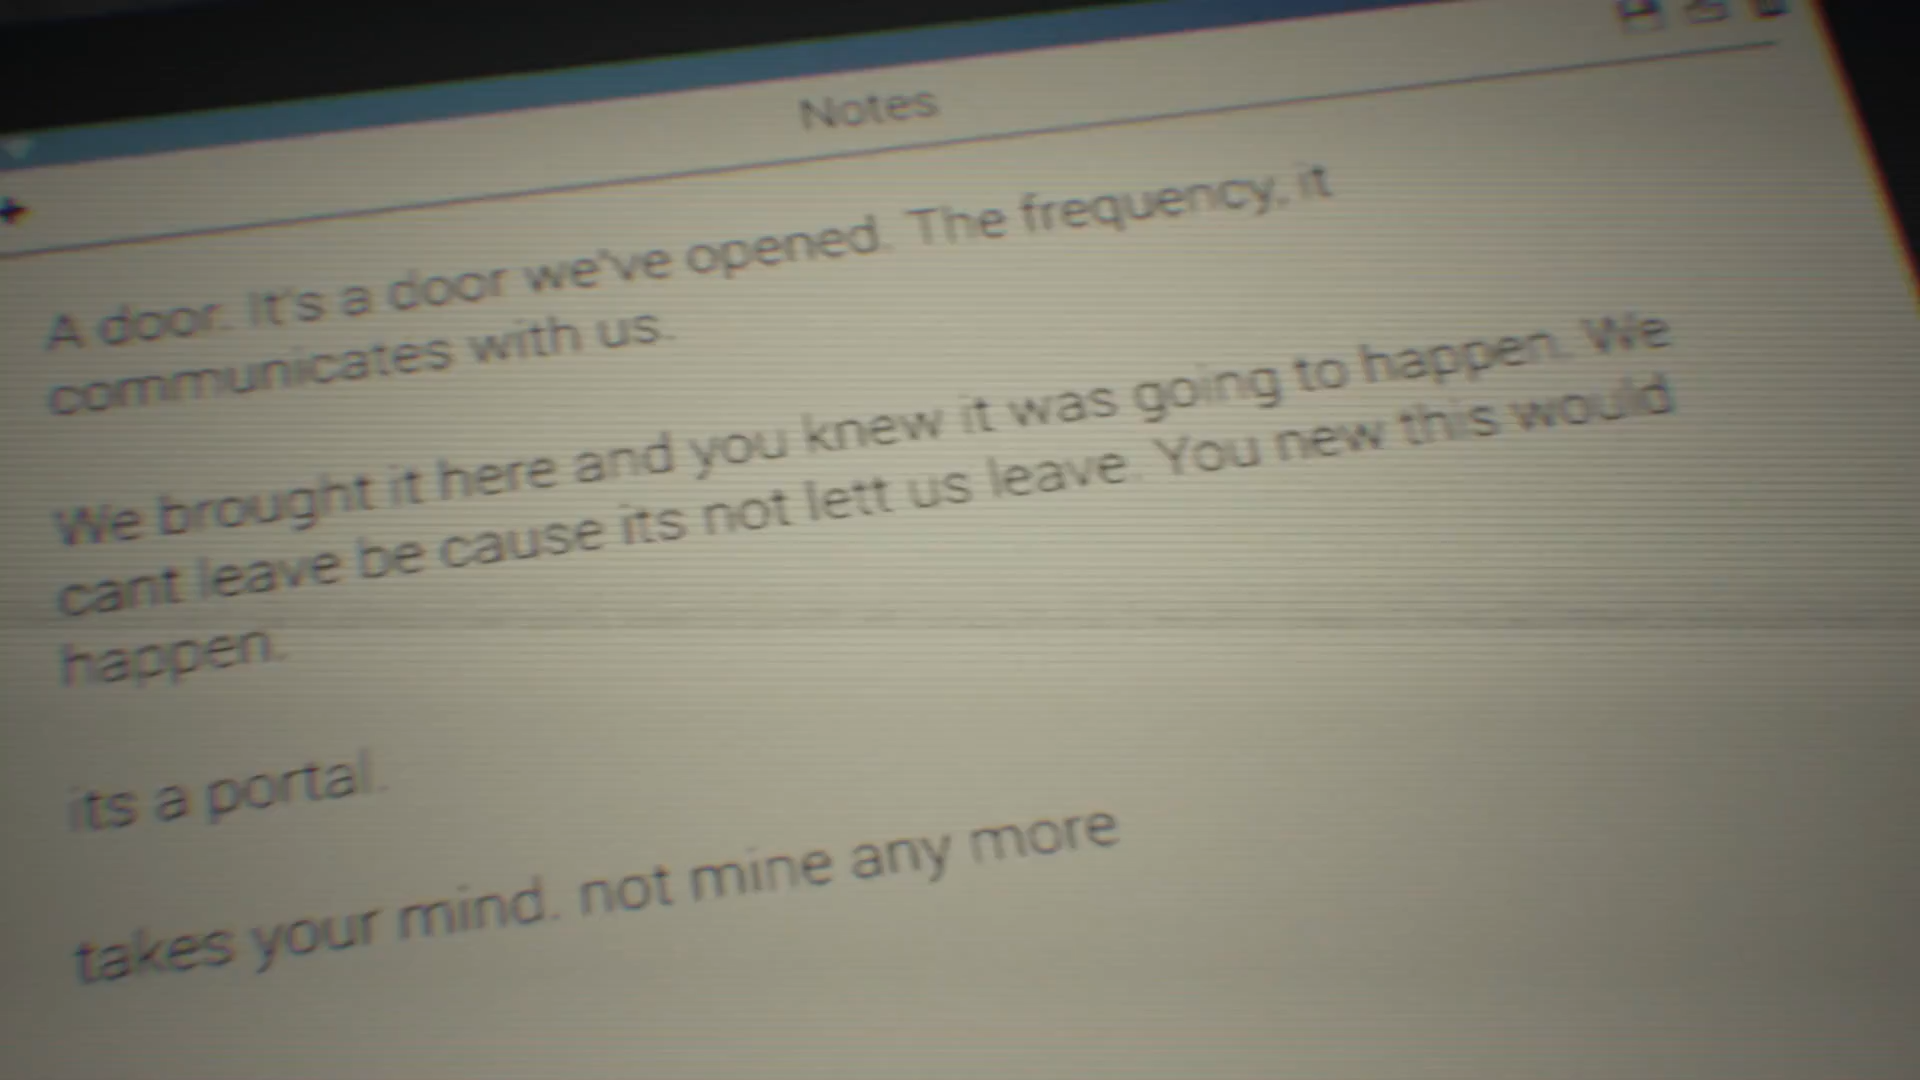 Notes
A door. It's a door we've opened. The frequency, it
communicates with us.
We brought it here and you knew it was going to happen. We
cant leave be cause its not lett us leave. You new this would
happen.
its a portal.
takes your mind. not mine any more